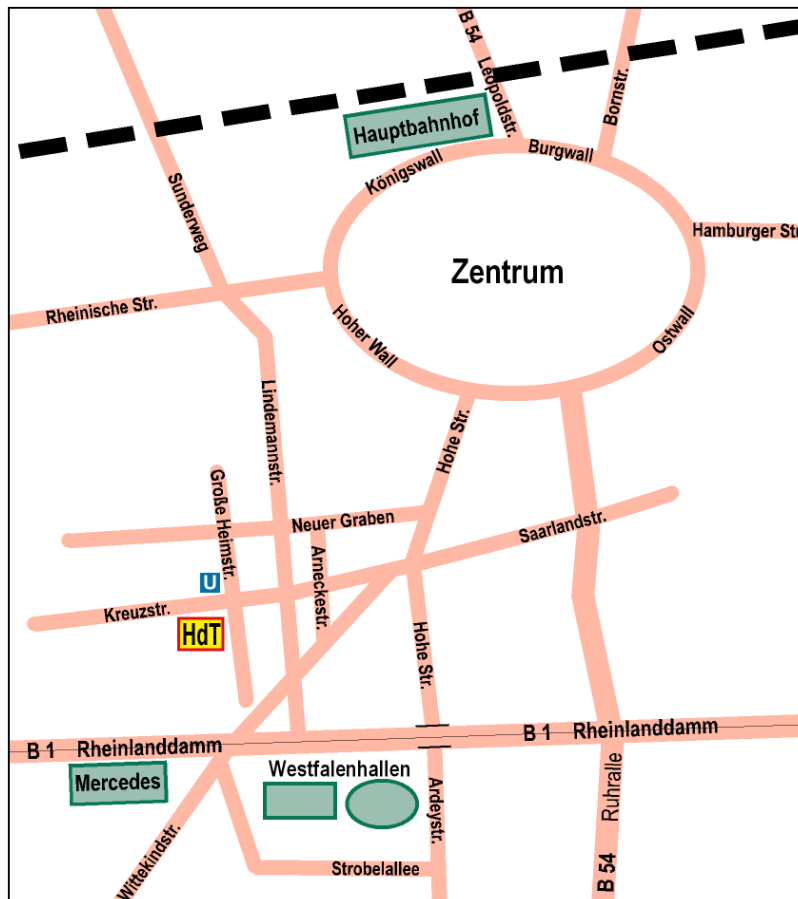 B 54
Leopoldstr.
Bornstr.
Hauptbahnhof
Burgwall
Königswall
Sunderweg
Hamburger Str
Zentrum
Rheinische Str.
Hoher Wall
Ostwall
Lindemannstr.
Hohe Str.
Große Heimstr.
Neuer Graben
Saarlandstr.
Arneckestr.
U
Kreuzstr.
HdT
Hohe Str.
B 1 Rheinlanddamm
B 1 Rheinlanddamm
Mercedes
Westfalenhallen
Ardeystr.
Ruhralle
B 54
Wittekindstr.
Strobelallee